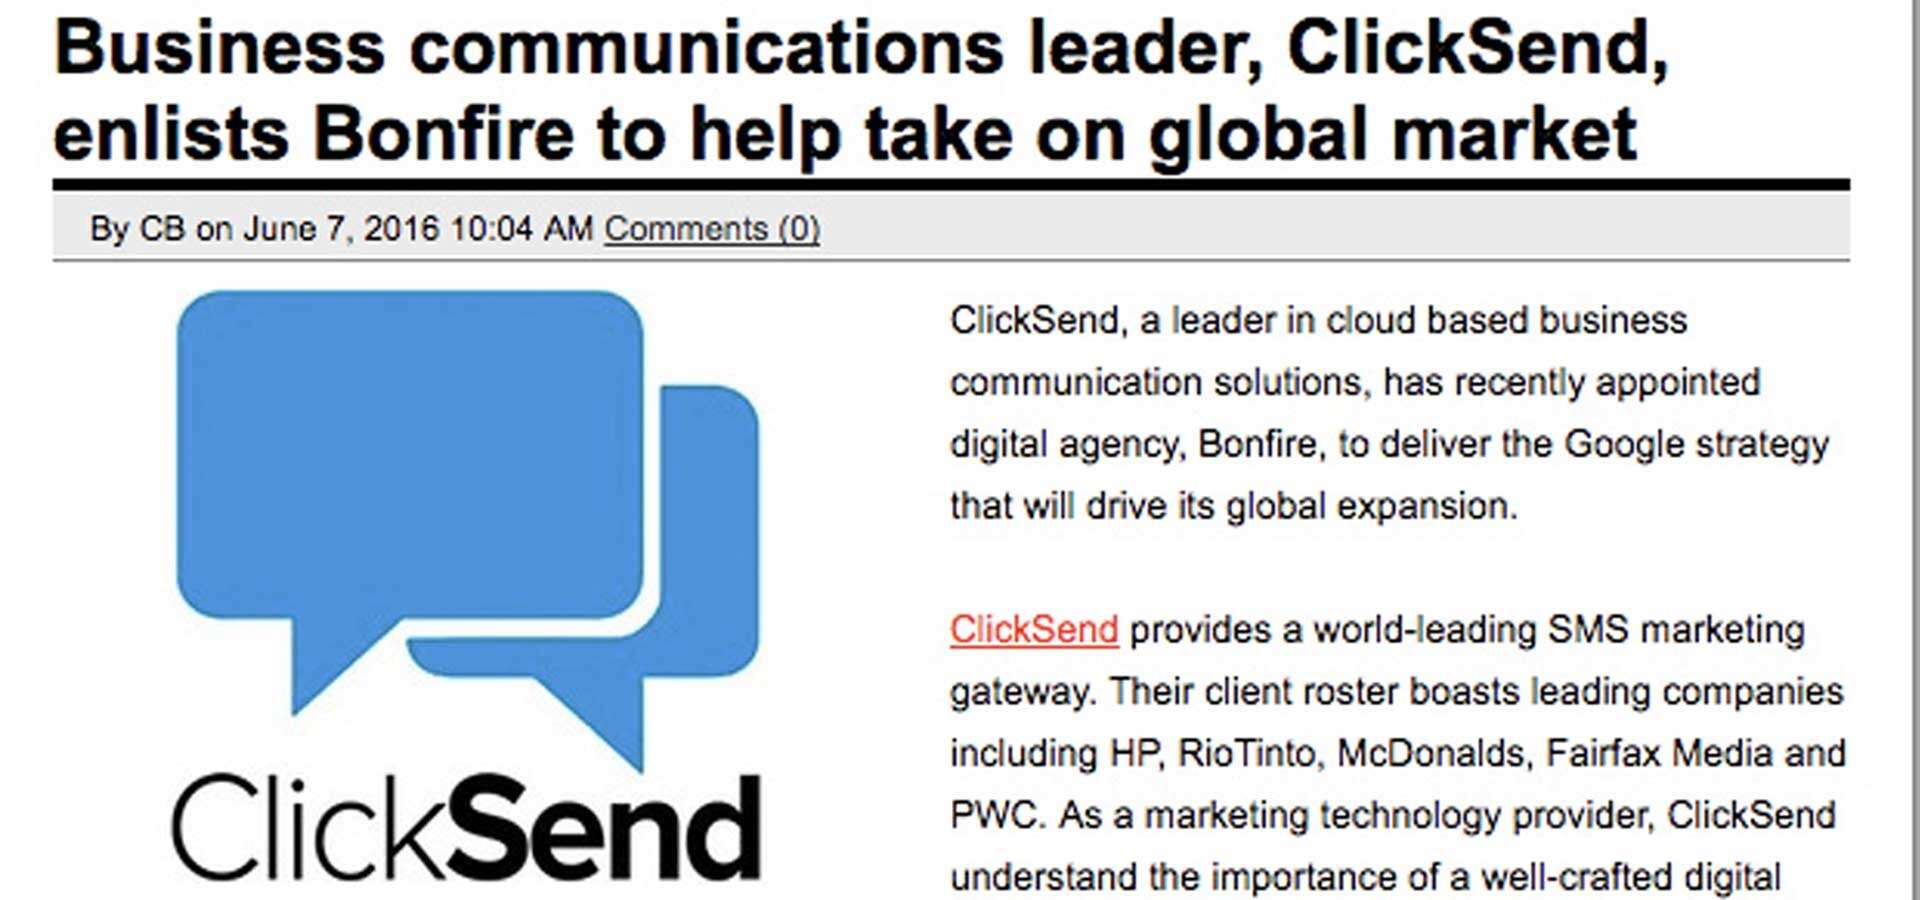 Business communications leader, ClickSend,
enlists Bonfire to help take on global market
By CB on June 7, 2016 10:04 AM Comments (0)
ClickSend
ClickSend, a leader in cloud based business
communication solutions, has recently appointed
digital agency, Bonfire, to deliver the Google strategy
that will drive its global expansion.
ClickSend provides a world-leading SMS marketing
gateway. Their client roster boasts leading companies
including HP, RioTinto, McDonalds, Fairfax Media and
PWC. As a marketing technology provider, ClickSend
understand the importance of a well-crafted digital